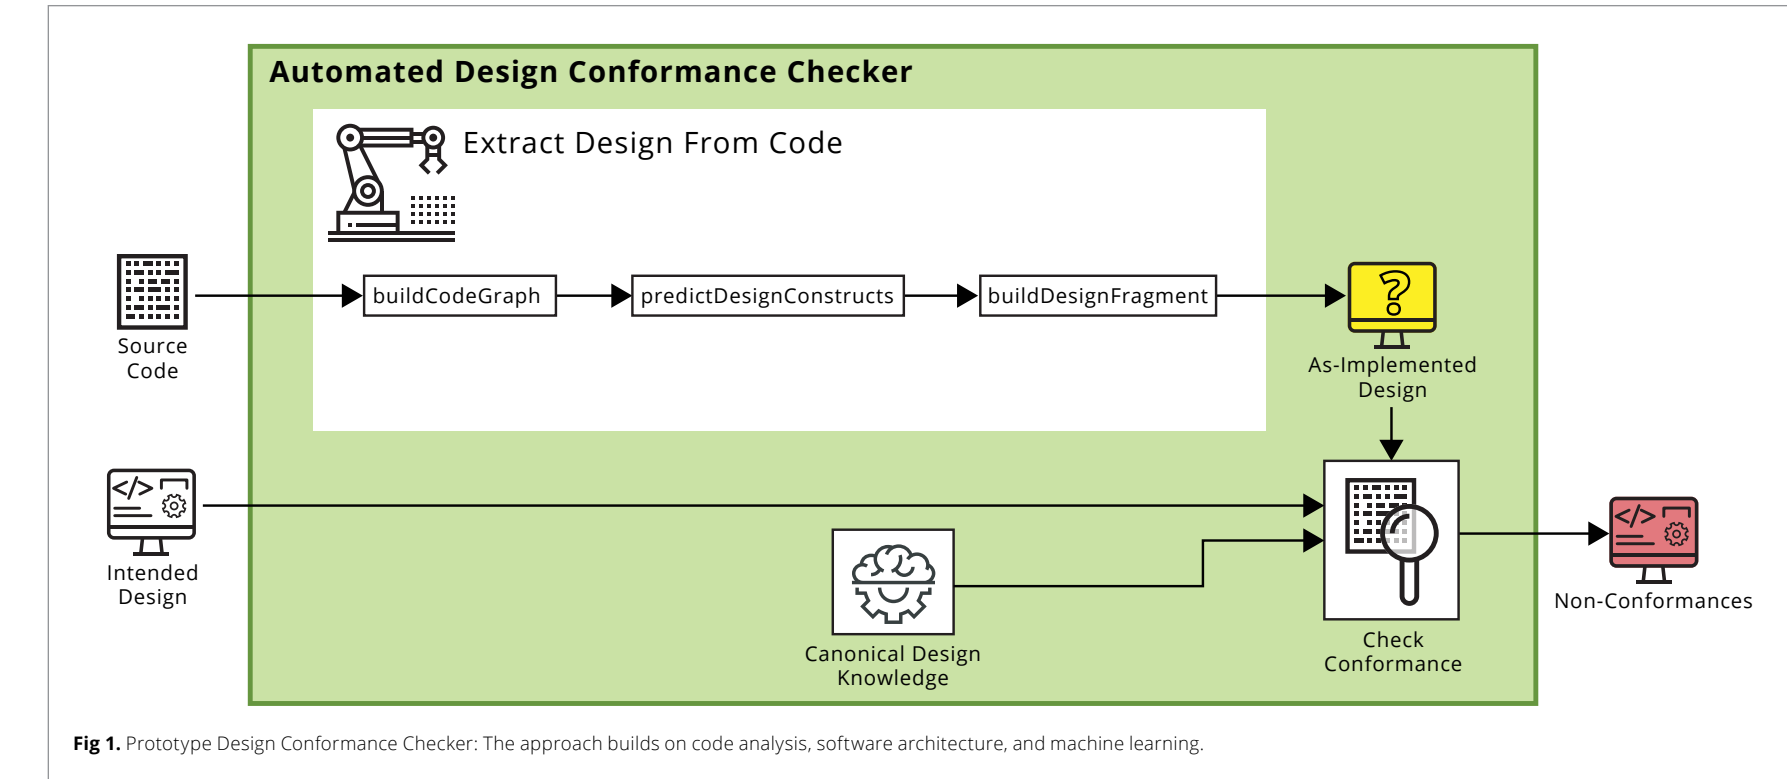 Automated Design Conformance Checker
Extract Design From Code
buildCodeGraph
predictDesignConstructs
buildDesignFragment
?
Source
Code
As-Implemented
Design
</>
Intended
Design
Canonical Design
Knowledge
Check
Conformance
</>
Non-Conformances
Fig 1. Prototype Design Conformance Checker: The approach builds on code analysis, software architecture, and machine learning.